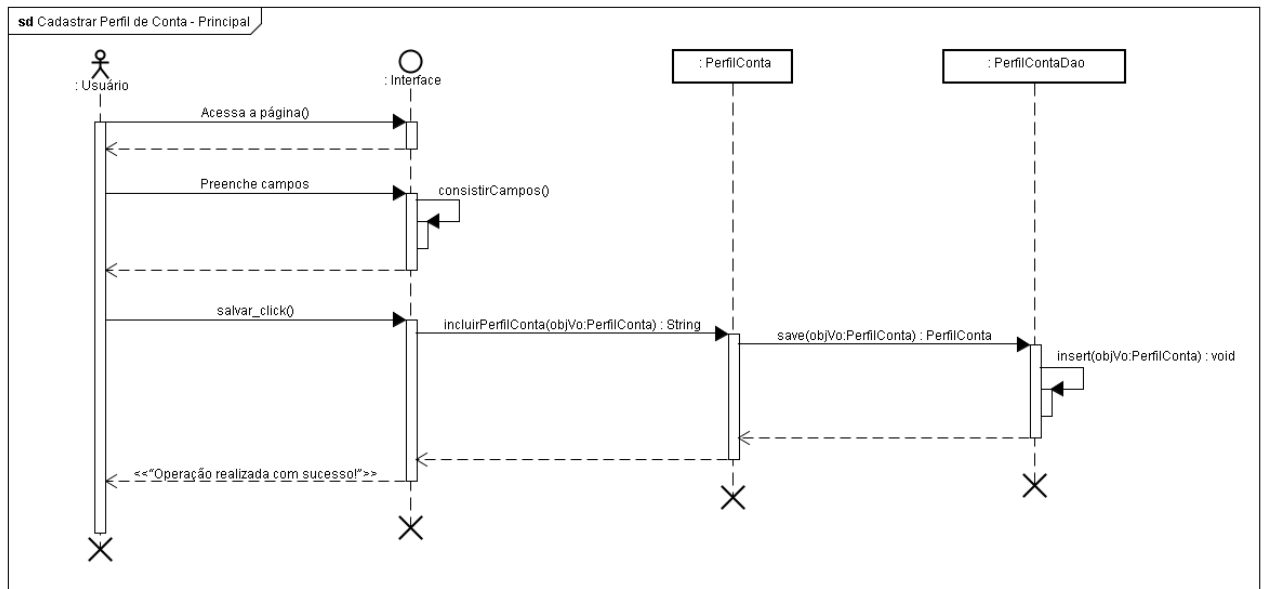 sd Cadastrar Perfil de Conta - Principal
: Usuário
: Interface
: PerfilConta
: PerfilContaDao
Acessa a página()
Preenche campos
consistirCampos()
salvar_click()
incluirPerfilConta(objVo:PerfilConta) : String
save(objVo:PerfilConta) : PerfilConta
insert(objVo:PerfilConta) : void
<<"Operação realizada com sucesso!">>